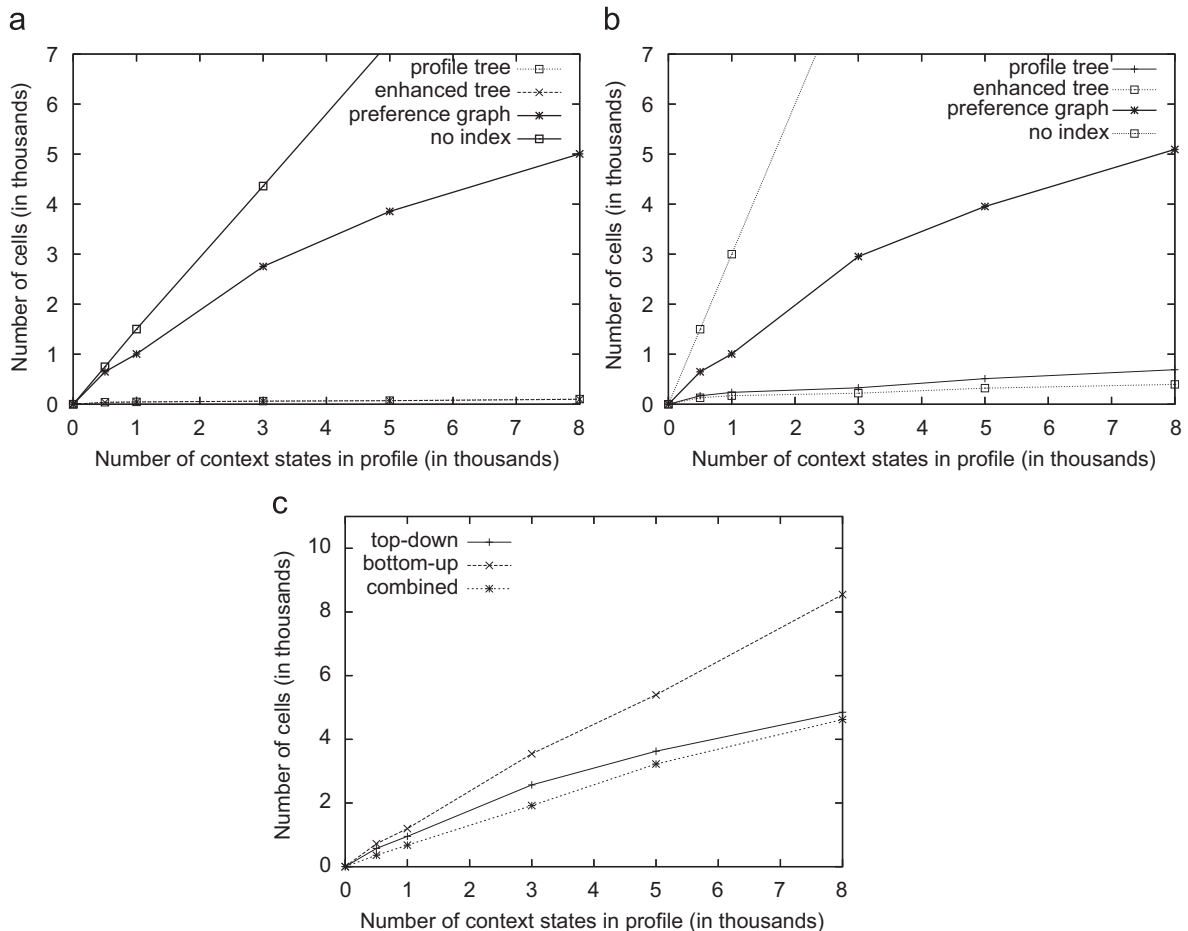 a
7
6
5
4
3
2
1
0
Number of cells (in thousands)
profile tree
enhanced tree
preference graph
no index
0 1 2 3 4 5 6 7 8
Number of context states in profile (in thousands)
b
7
6
5
4
3
2
1
0
Number of cells (in thousands)
profile tree
enhanced tree
preference graph
no index
0 1 2 3 4 5 6 7 8
Number of context states in profile (in thousands)
c
10
8
6
4
2
0
Number of cells (in thousands)
top-down
bottom-up
combined
0 1 2 3 4 5 6 7 8
Number of context states in profile (in thousands)